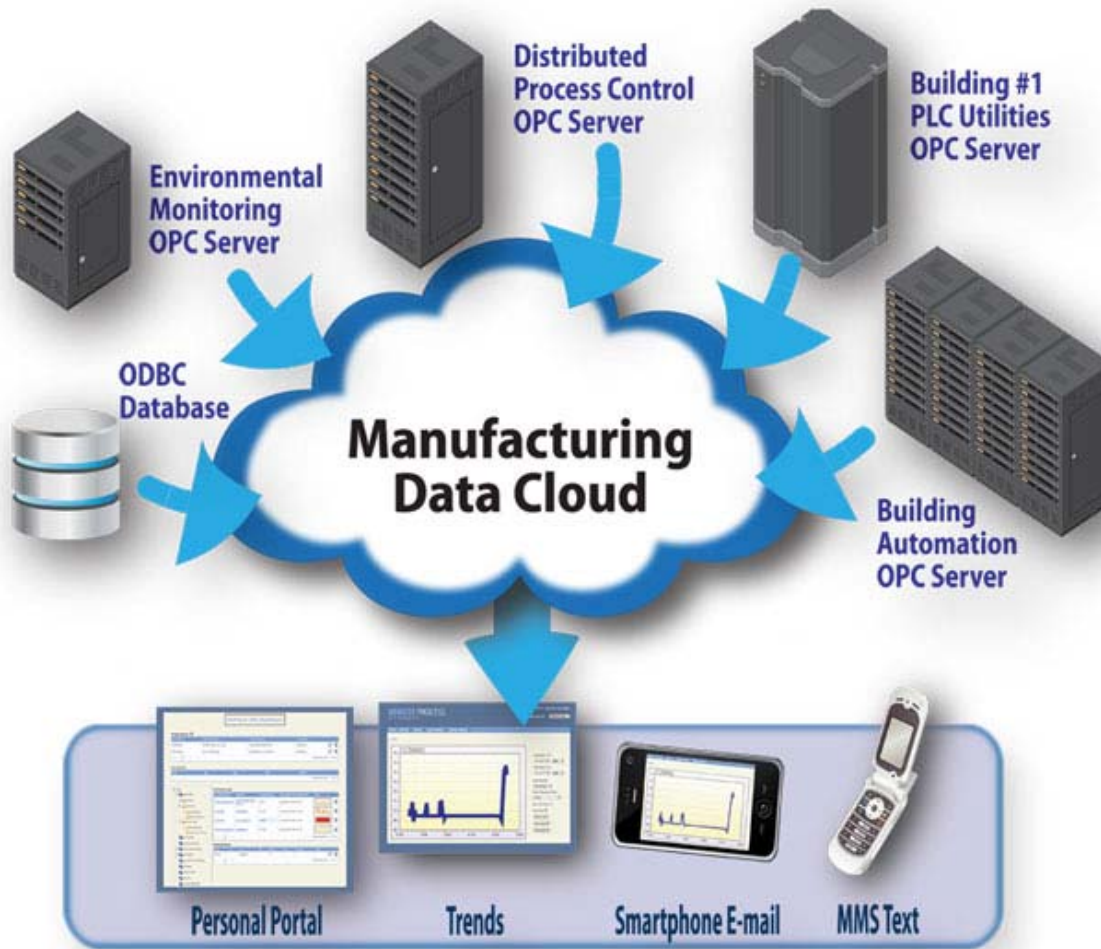 Distributed
Process Control
OPC Server
Building #1
PLC Utilities
OPC Server
Environmental
Monitoring
OPC Server
ODBC
Database
Manufacturing
Data Cloud
Building
Automation
OPC Server
Personal Portal
Trends
Smartphone E-mail
MMS Text